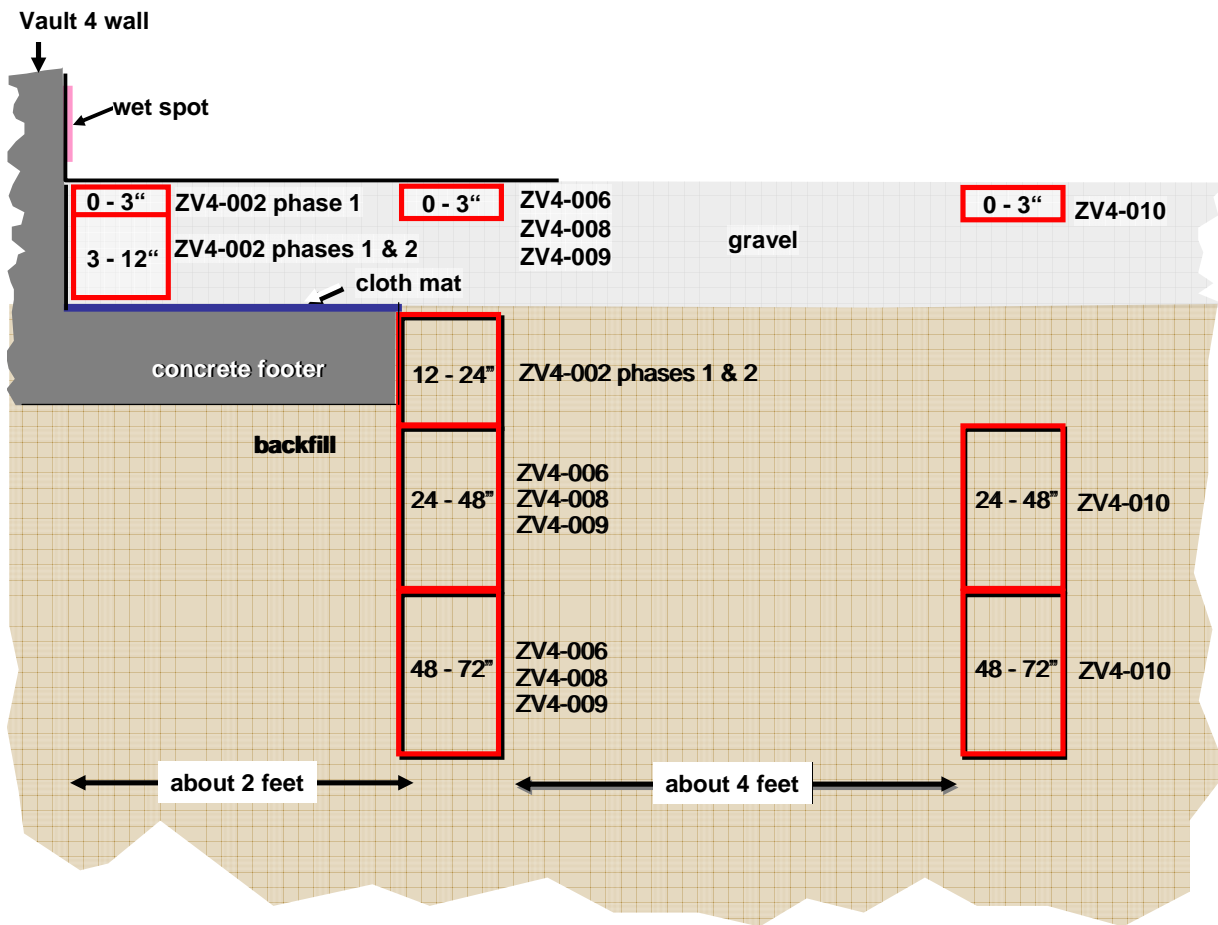 Vault 4 wall
wet spot
0 - 3“ ZV4-002 phase 1
3 - 12“ ZV4-002 phases 1 & 2
cloth mat
0 - 3“
ZV4-006
ZV4-008
ZV4-009
gravel
0 - 3“ ZV4-010
concrete footer
12 - 24” ZV4-002 phases 1 & 2
backfill
24 - 48”
ZV4-006
ZV4-008
ZV4-009
24 - 48” ZV4-010
48 - 72”
ZV4-006
ZV4-008
ZV4-009
48 - 72” ZV4-010
about 2 feet
about 4 feet